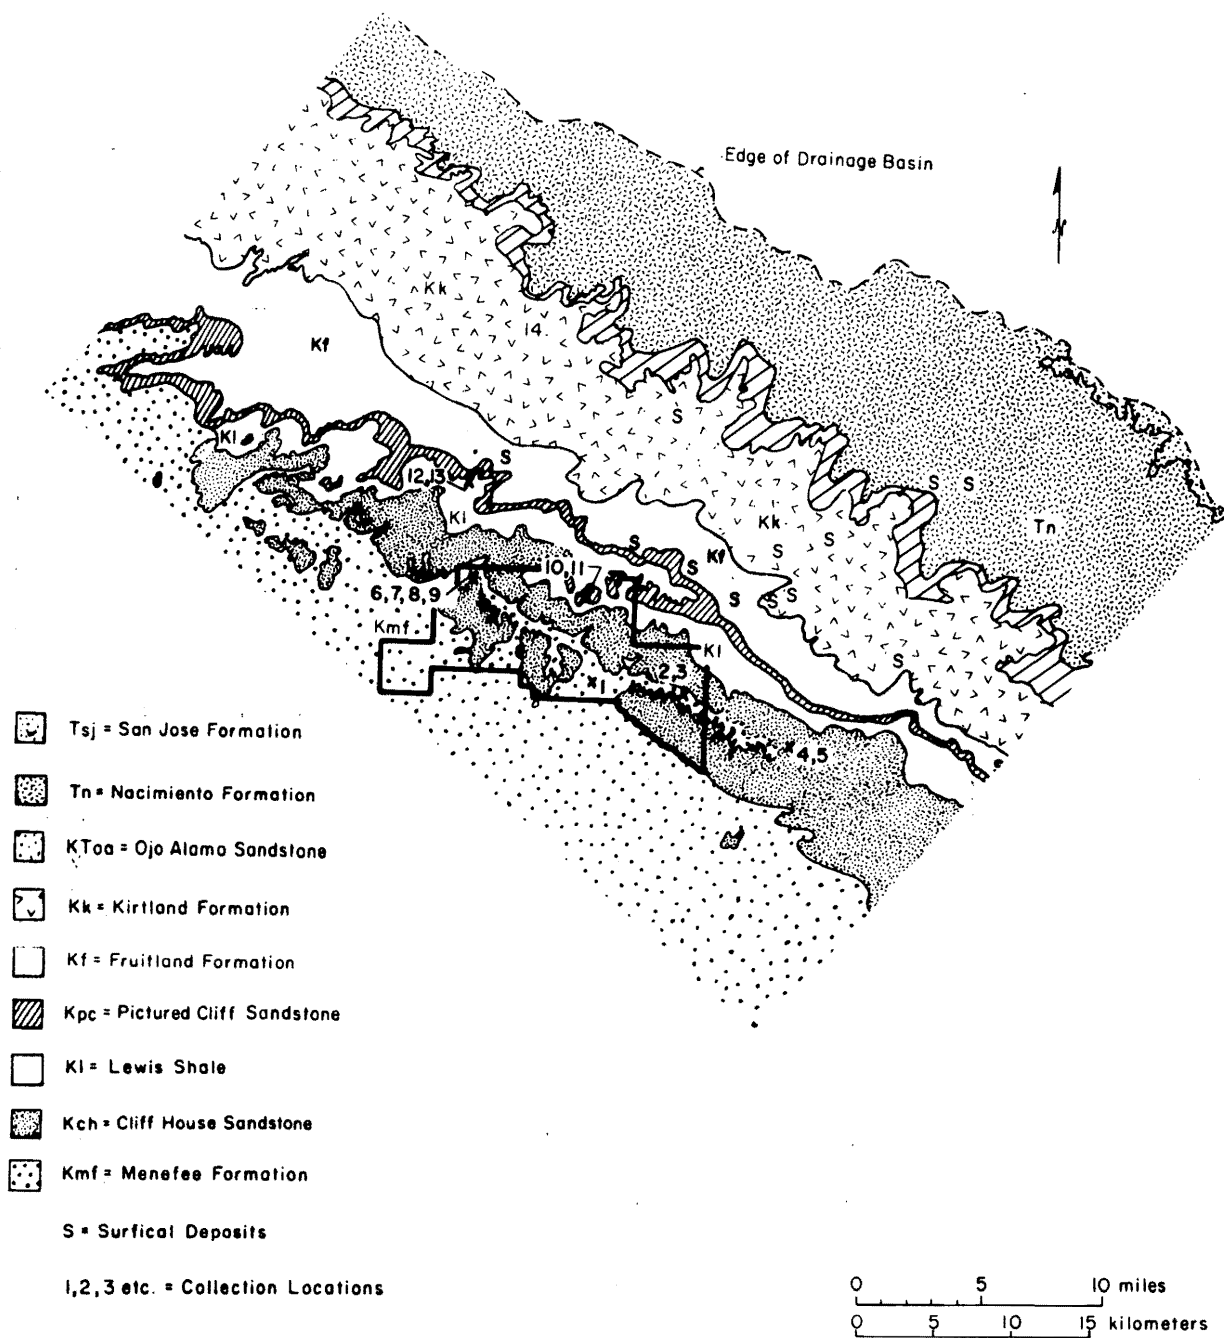 Edge of Drainage Basin
N
Kk
14
Kf
S
Kl
S
12,13
S
S
Kl
Kk
Tn
S
S
S
Kf
S
10,11
S
S
S
6,7,8,9
Kmf
Kl
S
2,3
x1
x4,5
Tsj = San Jose Formation
Tn = Nacimiento Formation
KToa = Ojo Alamo Sandstone
Kk = Kirtland Formation
Kf = Fruitland Formation
Kpc = Pictured Cliff Sandstone
Kl = Lewis Shale
Kch = Cliff House Sandstone
Kmf = Menefee Formation
S = Surfical Deposits
1,2,3 etc. = Collection Locations
0 5 10 miles
0 5 10 15 kilometers